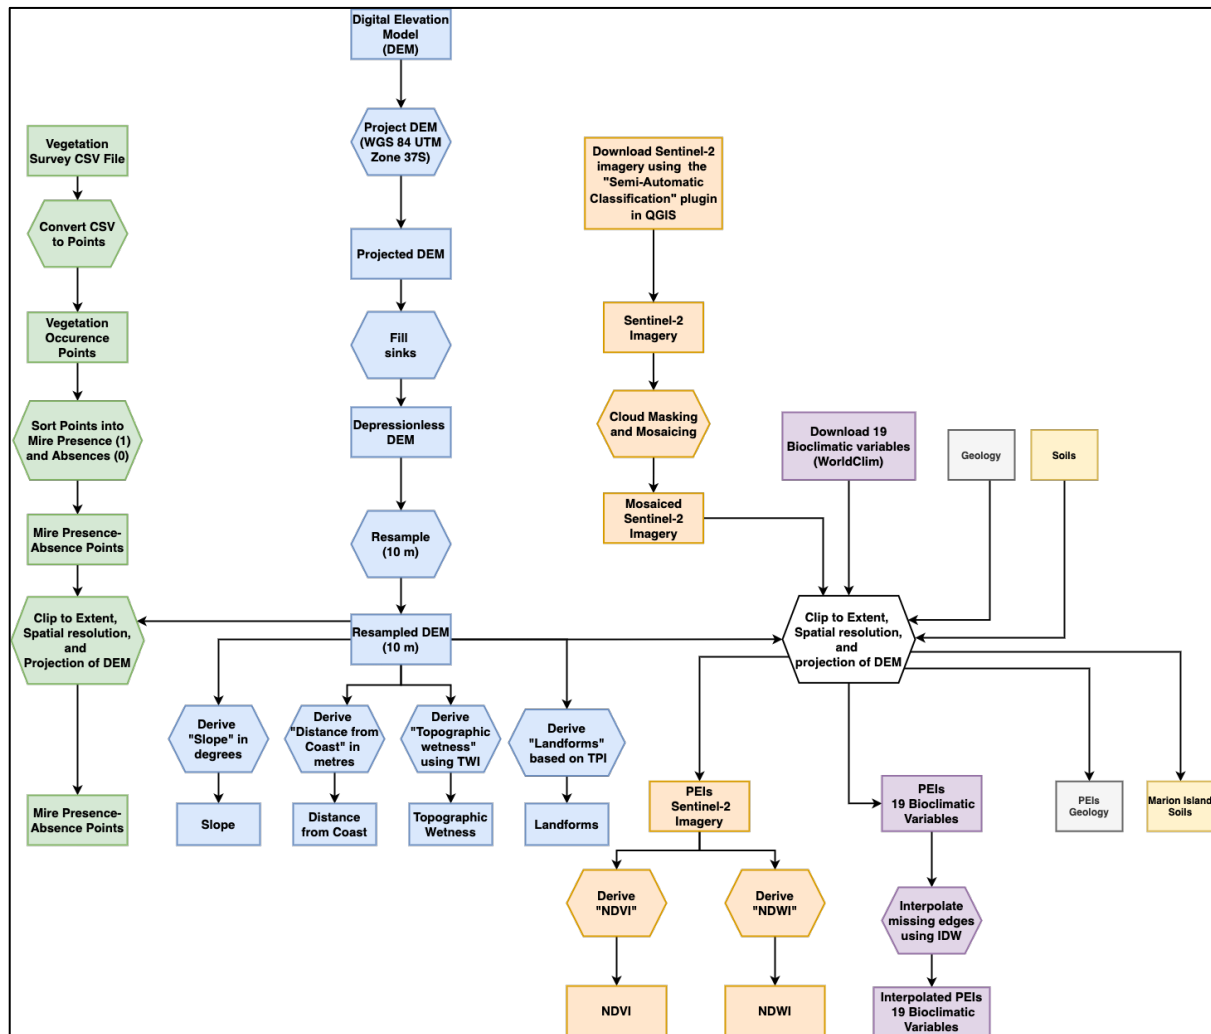 Digital Elevation
Model
(DEM)
Project DEM
(WGS 84 UTM
Zone 37S)
Projected DEM
Fill
sinks
Depressionless
DEM
Resample
(10 m)
Resampled DEM
(10 m)
Vegetation
Survey CSV File
Convert CSV
to Points
Vegetation
Occurence
Points
Sort Points into
Mire Presence (1)
and Absences (0)
Mire Presence-
Absence Points
Clip to Extent,
Spatial resolution,
and
Projection of DEM
Mire Presence-
Absence Points
Derive
"Slope" in
degrees
Slope
Derive
"Distance from
Coast" in
metres
Distance
from Coast
Derive
"Topographic
wetness"
using TWI
Topographic
Wetness
Derive
"Landforms"
based on TPI
Landforms
Download Sentinel-2
imagery using the
"Semi-Automatic
Classification" plugin
in QGIS
Sentinel-2
Imagery
Cloud Masking
and Mosaicing
Mosaiced
Sentinel-2
Imagery
Download 19
Bioclimatic variables
(WorldClim)
Geology
Soils
Clip to Extent,
Spatial resolution,
and
projection of DEM
PEIs
Sentinel-2
Imagery
Derive
"NDVI"
NDVI
Derive
"NDWI"
NDWI
PEIs
19 Bioclimatic
Variables
Interpolate
missing edges
using IDW
Interpolated PEIs
19 Bioclimatic
Variables
PEIs
Geology
Marion Island
Soils